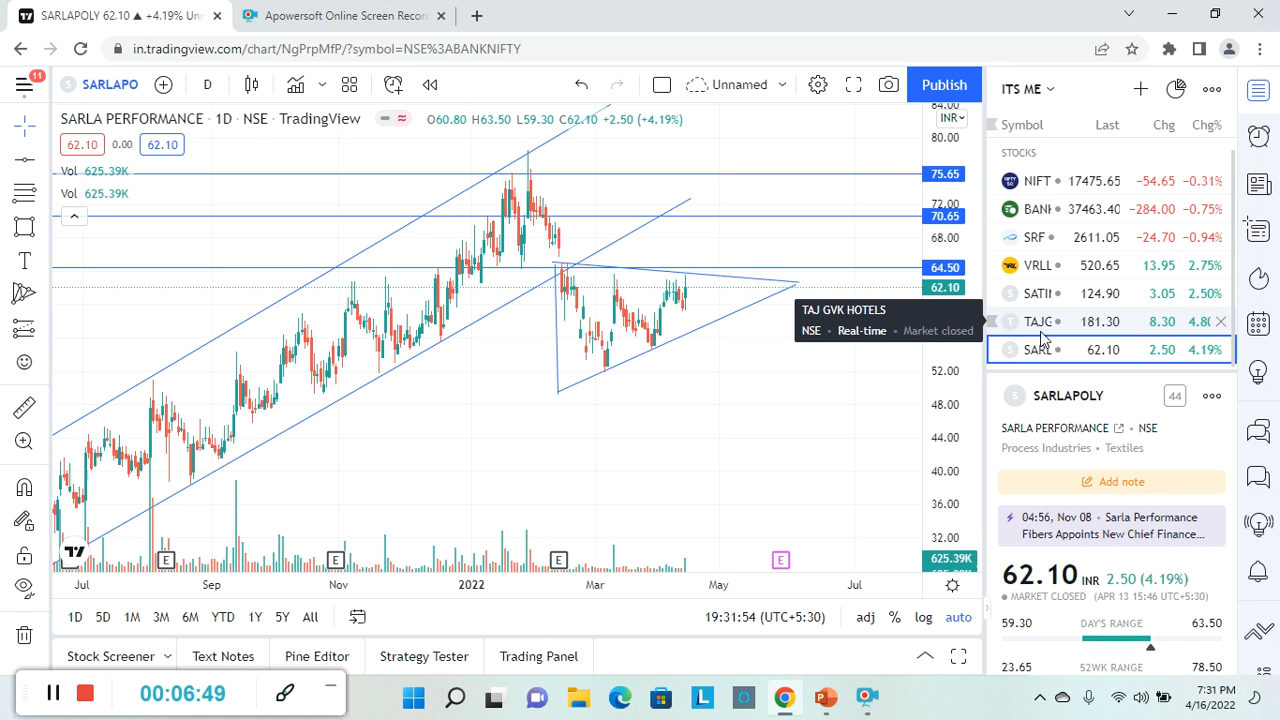 SARLAPOLY 62.10 ▲ +4.19% Unn
Apowersoft Online Screen Recor
in.tradingview.com/chart/NgPrpMfP/?symbol=NSE%3ABANKNIFTY
11
S SARLAPO D Unnamed Publish
SARLA PERFORMANCE · 1D · NSE · TradingView O60.80 H63.50 L59.30 C62.10 +2.50 (+4.19%)
62.10 0.00 62.10
Vol 625.39K
Vol 625.39K
84.00
INR
80.00
75.65
72.00
70.65
68.00
64.50
62.10
52.00
48.00
44.00
40.00
36.00
32.00
625.39K
E E E E
Jul Sep Nov 2022 Mar May Jul
1D 5D 1M 3M 6M YTD 1Y 5Y All 19:31:54 (UTC+5:30) adj % log auto
Stock Screener Text Notes Pine Editor Strategy Tester Trading Panel
00:06:49
ITS ME
Symbol Last Chg Chg%
STOCKS
NIFT 17475.65 −54.65 −0.31%
BANK 37463.40 −284.00 −0.75%
SRF 2611.05 −24.70 −0.94%
VRL VRLL 520.65 13.95 2.75%
S SATIN 124.90 3.05 2.50%
T TAJG 181.30 8.30 4.80
S SARL 62.10 2.50 4.19%
TAJ GVK HOTELS
NSE • Real-time • Market closed
S SARLAPOLY 44
SARLA PERFORMANCE • NSE
Process Industries • Textiles
Add note
04:56, Nov 08 • Sarla Performance
Fibers Appoints New Chief Finance...
62.10 INR 2.50 (4.19%)
MARKET CLOSED (APR 13 15:46 UTC+5:30)
59.30 DAY'S RANGE 63.50
23.65 52WK RANGE 78.50
7:31 PM
4/16/2022